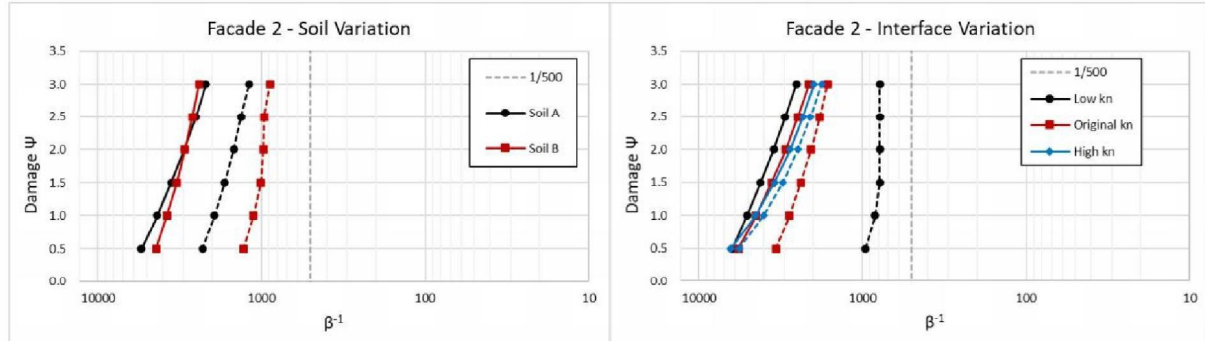 Facade 2 - Soil Variation
3.5
3.0
2.5
2.0
1.5
1.0
0.5
0.0
Damage Ψ
10000
1000
100
10
β-1
1/500
Soil A
Soil B
Facade 2 - Interface Variation
3.5
3.0
2.5
2.0
1.5
1.0
0.5
0.0
Damage Ψ
10000
1000
100
10
β-1
1/500
Low kn
Original kn
High kn